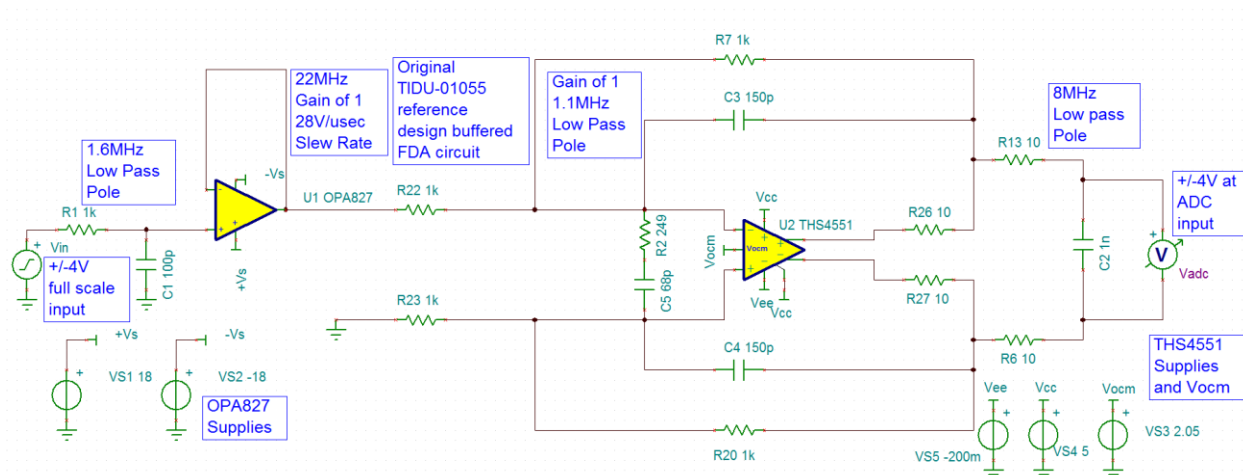 R7 1k
22MHz
Gain of 1
28V/usec
Slew Rate
Original
TIDU-01055
reference
design buffered
FDA circuit
Gain of 1
1.1MHz
Low Pass
Pole
C3 150p
8MHz
Low pass
Pole
1.6MHz
Low Pass
Pole
-Vs
U1 OPA827
R22 1k
R13 10
R1 1k
Vin
+/-4V
full scale
input
C1 100p
+Vs
R2 249
C5 68p
Vocm
Vcc
U2 THS4551
Vocm
Vee
Vcc
R26 10
R27 10
C2 1n
+/-4V at
ADC
input
V
Vadc
R23 1k
C4 150p
R6 10
+Vs
VS1 18
-Vs
VS2 -18
OPA827
Supplies
R20 1k
THS4551
Supplies
and Vocm
Vee
VS5 -200m
Vcc
VS4 5
Vocm
VS3 2.05